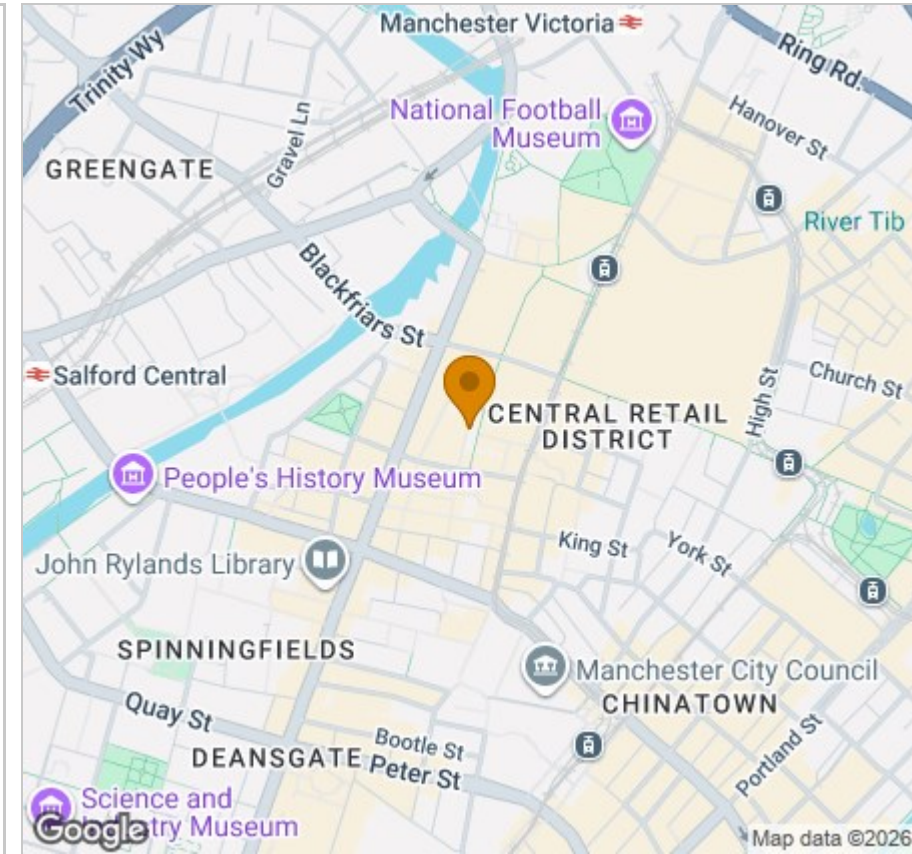 Manchester Victoria
Ring Rd.
Trinity Wy
National Football
Museum
Hanover St
Gravel Ln
GREENGATE
River Tib
Blackfriars St
Salford Central
High St
Church St
CENTRAL RETAIL
DISTRICT
People's History Museum
King St
York St
John Rylands Library
SPINNINGFIELDS
Manchester City Council
CHINATOWN
Quay St
Bootle St
DEANSGATE
Peter St
Portland St
Science and
Industry Museum
Google
Map data ©2026